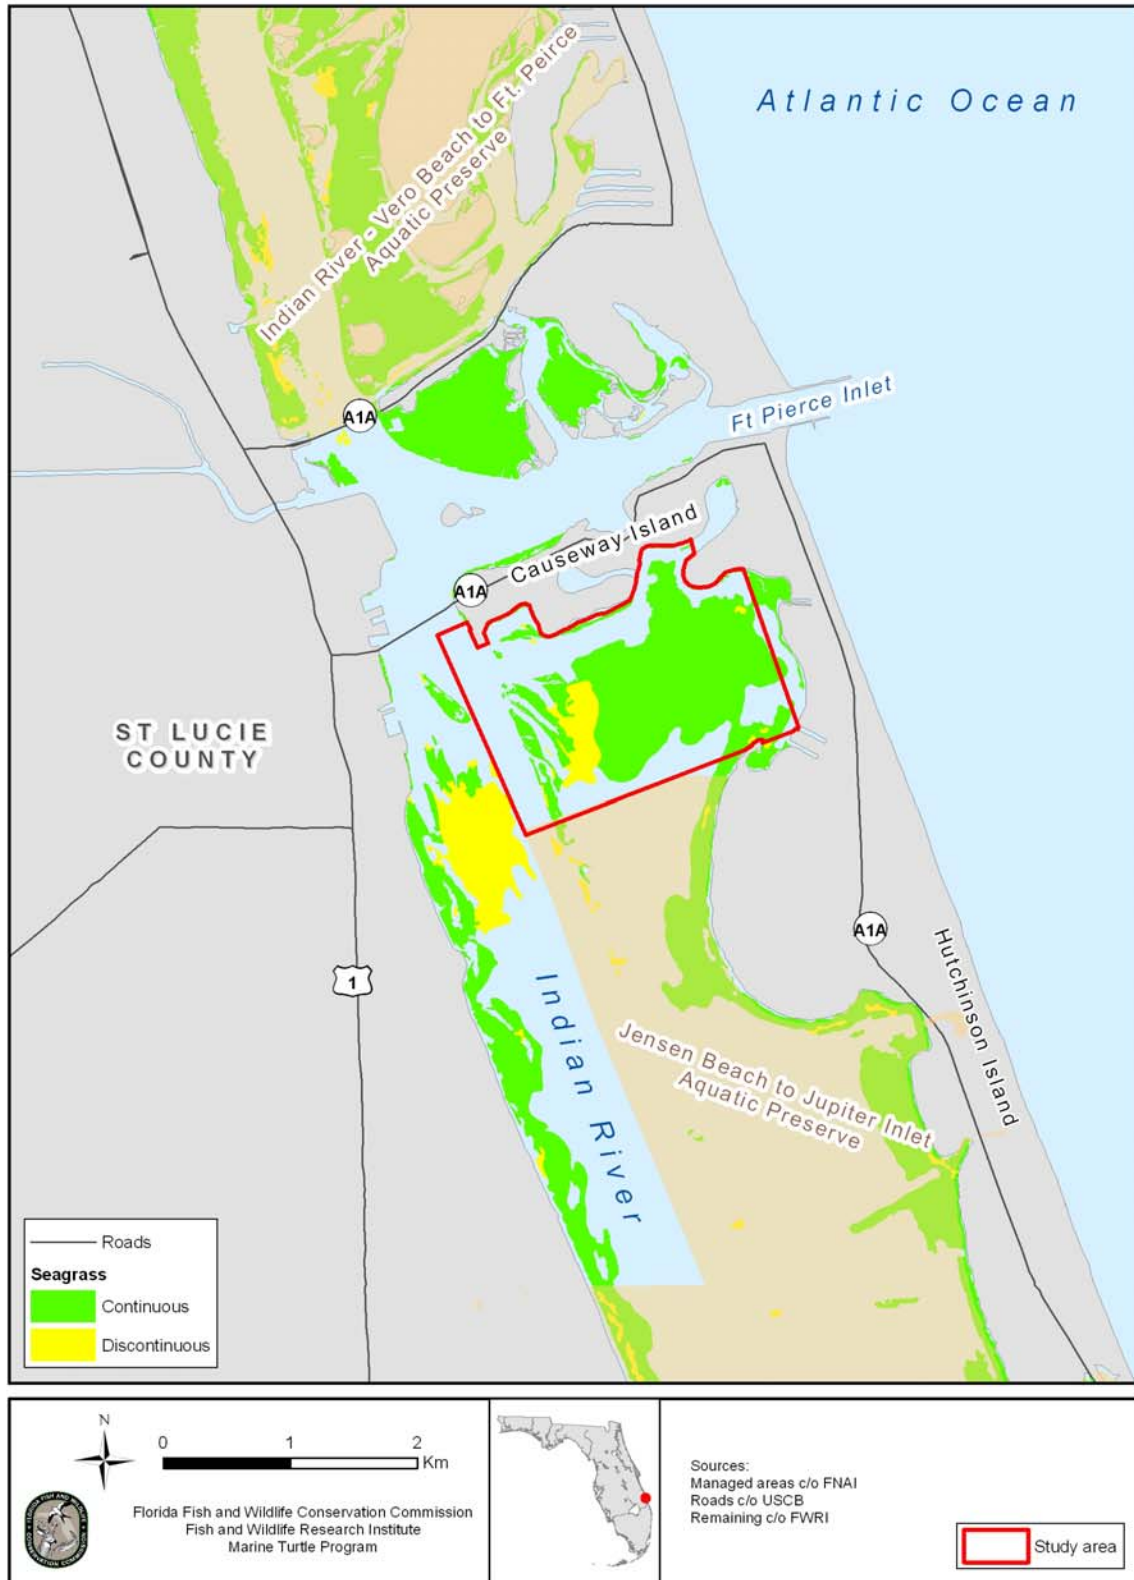 Atlantic Ocean
Indian River - Vero Beach to Ft. Peirce
Aquatic Preserve
A1A
Ft Pierce Inlet
Causeway Island
A1A
ST LUCIE
COUNTY
A1A
Hutchinson Island
1
Indian River
Jensen Beach to Jupiter Inlet
Aquatic Preserve
Roads
Seagrass
Continuous
Discontinuous
N
0 1 2
Km
Florida Fish and Wildlife Conservation Commission
Fish and Wildlife Research Institute
Marine Turtle Program
Sources:
Managed areas c/o FNAI
Roads c/o USCB
Remaining c/o FWRI
Study area